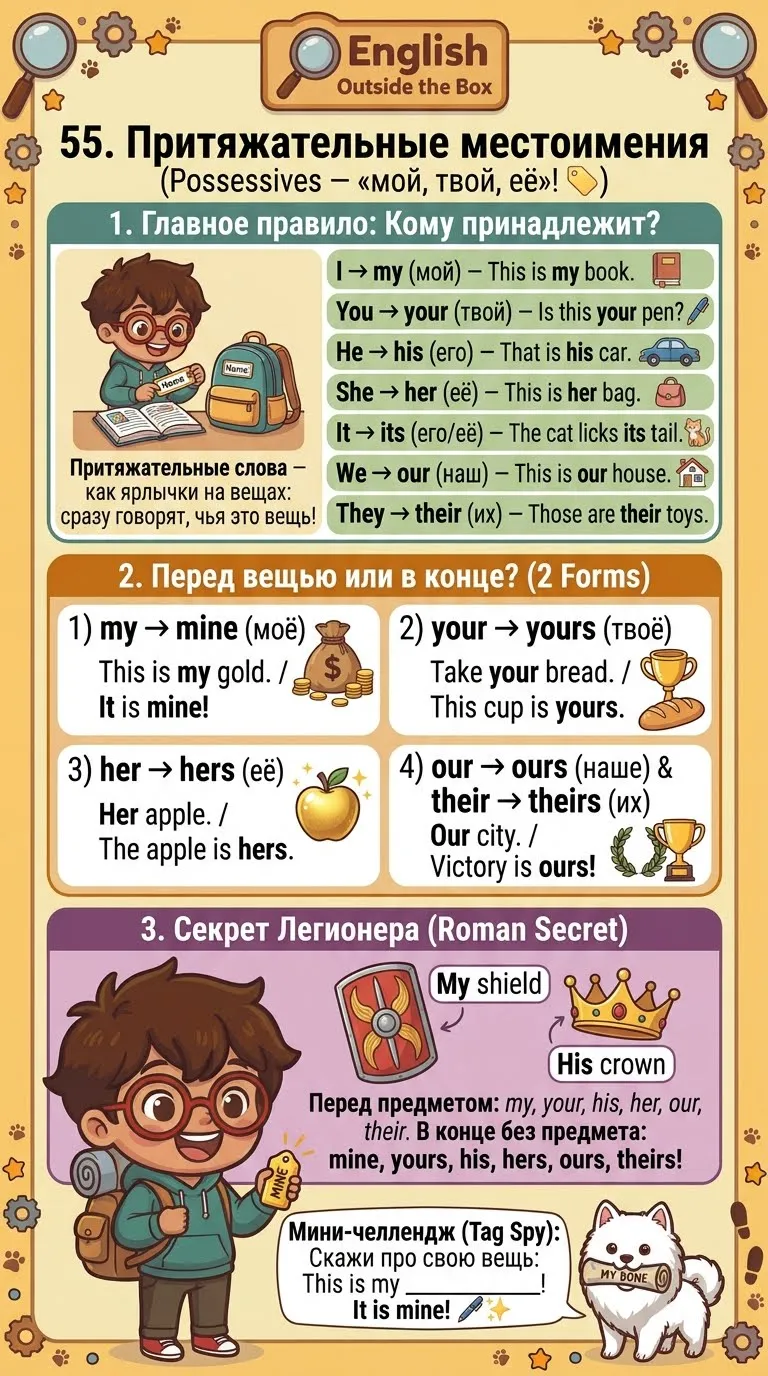 English
Outside the Box
55. Притяжательные местоимения
(Possessives — «мой, твой, её»! 🏷️)
1. Главное правило: Кому принадлежит?
Home
Name
Притяжательные слова –
как ярлычки на вещах:
сразу говорят, чья это вещь!
I → my (мой) – This is my book.
You → your (твой) – Is this your pen?
He → his (его) – That is his car.
She → her (её) – This is her bag.
It → its (его/её) – The cat licks its tail.
We → our (наш) – This is our house.
They → their (их) – Those are their toys.
2. Перед вещью или в конце? (2 Forms)
1) my → mine (моё)
This is my gold. /
It is mine!
$
2) your → yours (твоё)
Take your bread. /
This cup is yours.
3) her → hers (её)
Her apple. /
The apple is hers.
4) our → ours (наше) &
their → theirs (их)
Our city. /
Victory is ours!
3. Секрет Легионера (Roman Secret)
My shield
His crown
Перед предметом: my, your, his, her, our,
their. В конце без предмета:
mine, yours, his, hers, ours, theirs!
MINE
Мини-челлендж (Tag Spy):
Скажи про свою вещь:
This is my ___________!
It is mine! 🖊️✨
MY BONE